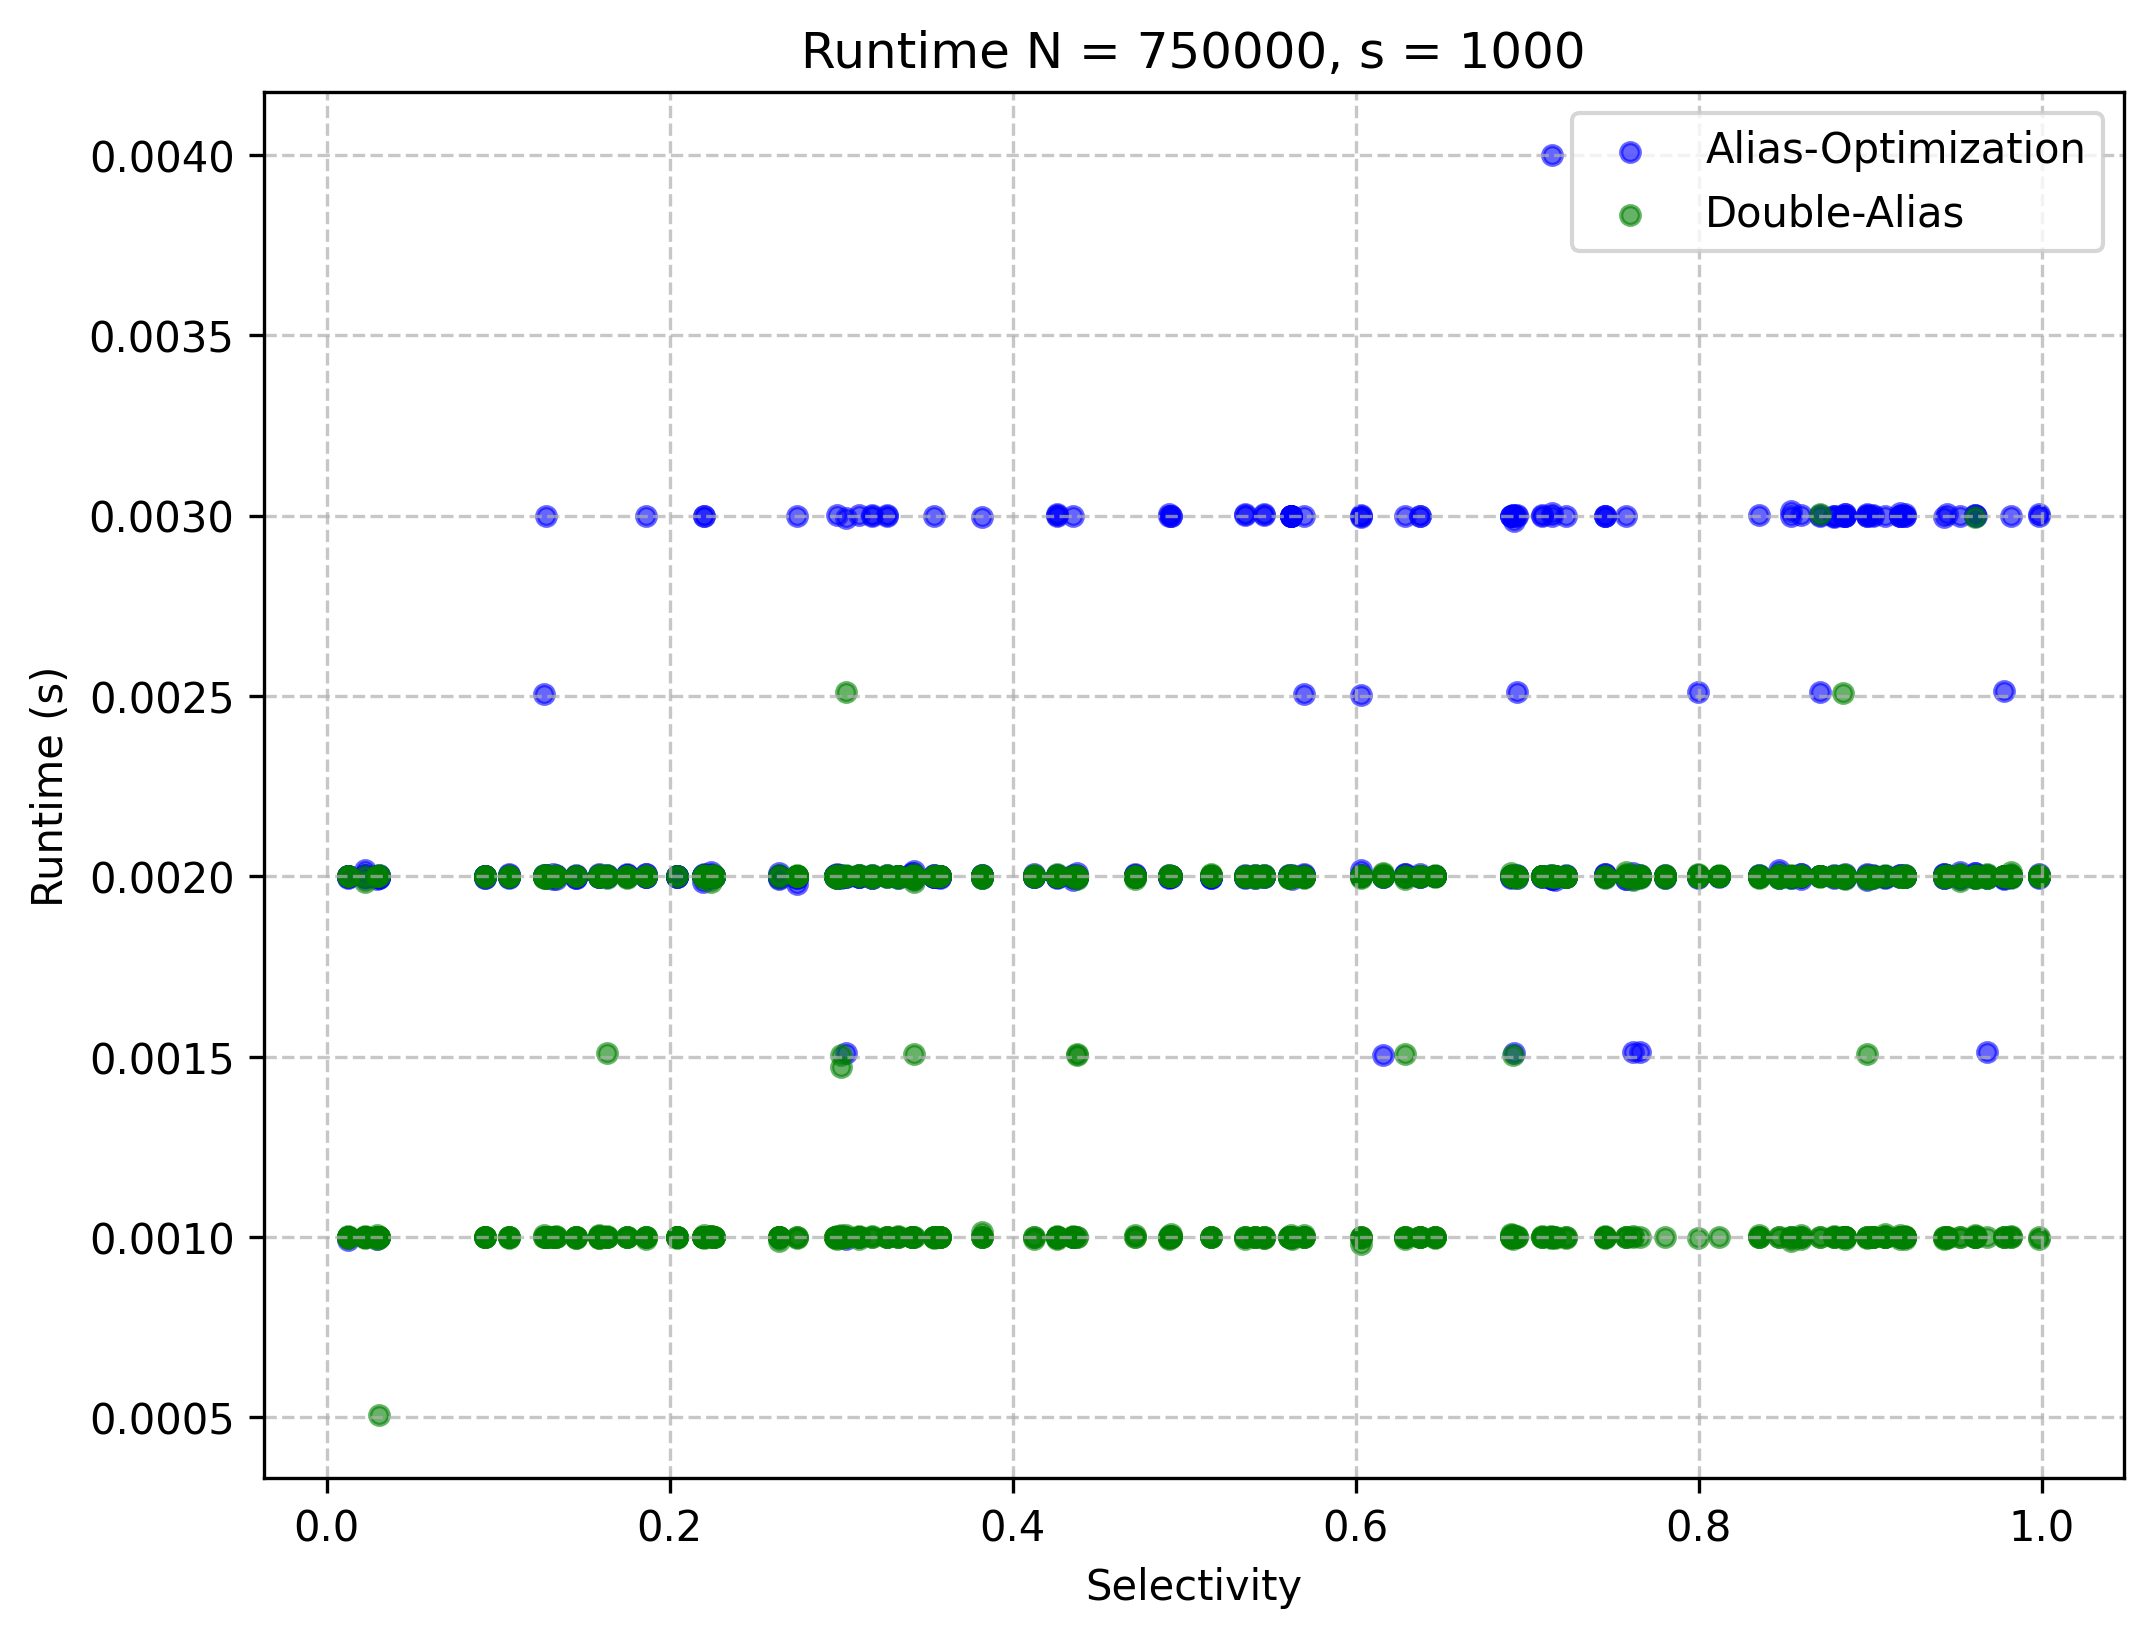 Runtime N = 750000, s = 1000
Alias-Optimization
Double-Alias
Runtime (s)
0.0040
0.0035
0.0030
0.0025
0.0020
0.0015
0.0010
0.0005
0.0 0.2 0.4 0.6 0.8 1.0
Selectivity